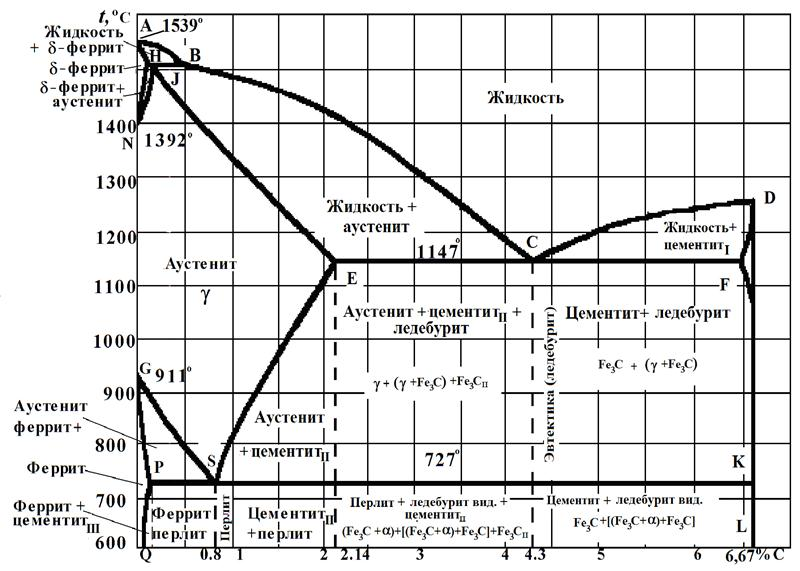 t,°C
A
1539°
Жидкость
+ δ-феррит
H
B
δ-феррит
J
δ-феррит+
аустенит
Жидкость
1400
N
1392°
1300
D
Жидкость +
аустенит
1200
Жидкость+
цементит I
C
1147°
Аустенит
γ
E
F
1100
Аустенит + цементит II +
ледебурит
Цементит+ ледебурит
1000
G
911°
Fe3C + (γ +Fe3C)
γ + (γ +Fe3C) +Fe3C II
Эвтектика (ледебурит)
900
Аустенит
феррит+
Аустенит
+цементит II
800
P
S
727°
K
Феррит
700
Феррит +
цементит III
Феррит
перлит
Перлит
Цементит II
+перлит
Перлит + ледебурит вид. +
цементит II
(Fe3C +α)+[(Fe3C+α)+Fe3C]+Fe3C II
Цементит + ледебурит вид.
Fe3C+[(Fe3C+α)+Fe3C]
L
600
Q
0.8
1
2
2.14
3
4
4.3
5
6
6,67% C